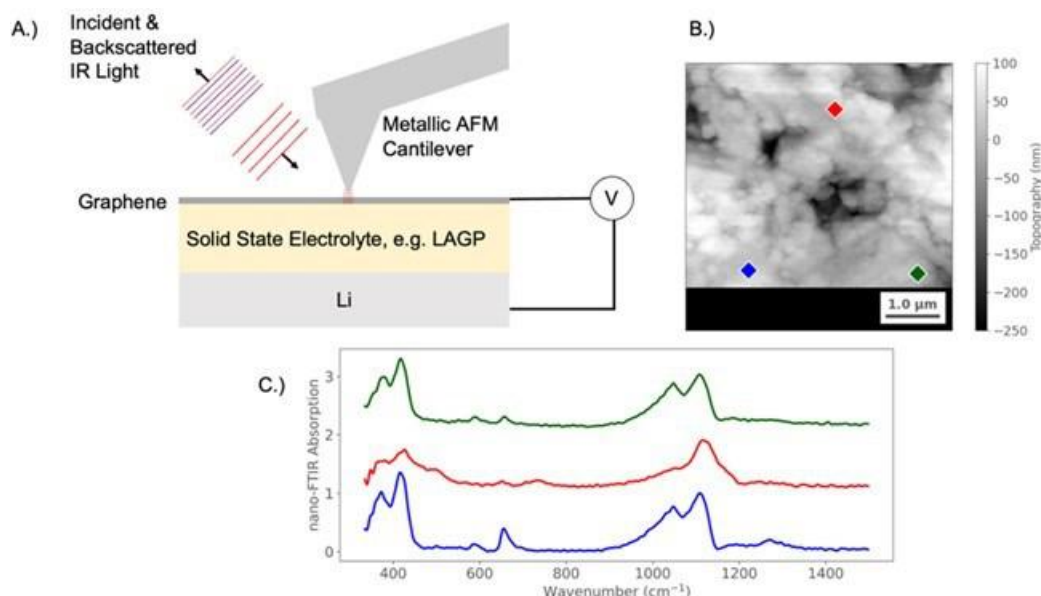 A.)
Incident &
Backscattered
IR Light
Metallic AFM
Cantilever
Graphene
V
Solid State Electrolyte, e.g. LAGP
Li
B.)
100
50
0
−50
−100
−150
−200
−250
Topography (nm)
1.0 μm
C.)
nano-FTIR Absorption
3
2
1
0
400 600 800 1000 1200 1400
Wavenumber (cm⁻¹)